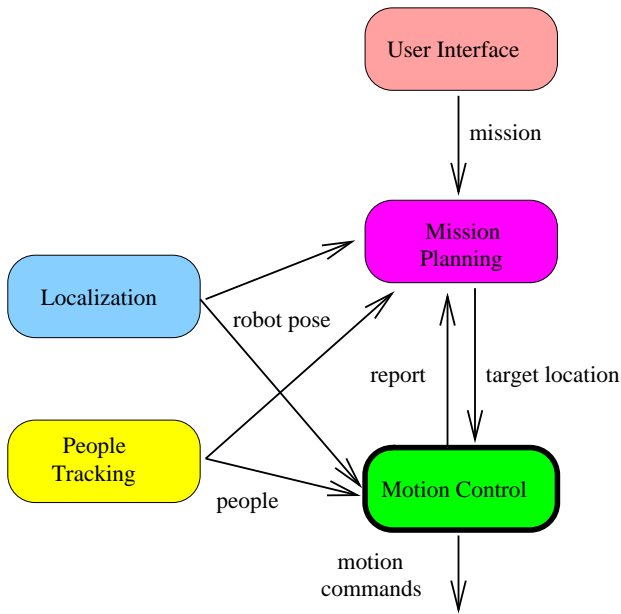 User Interface
mission
Mission
Planning
Localization
robot pose
report
target location
People
Tracking
people
Motion Control
motion
commands